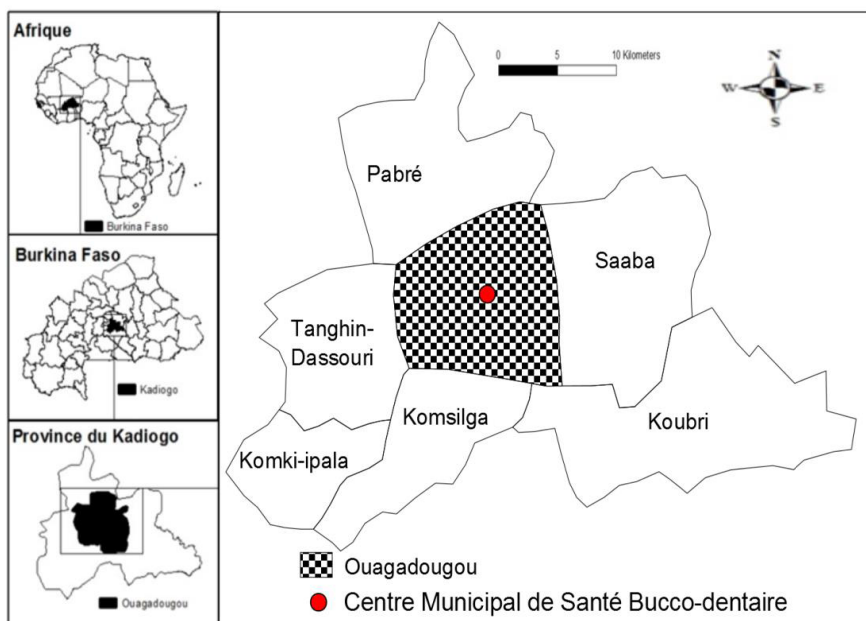 Afrique
Burkina Faso
Burkina Faso
Kadiogo
Province du Kadiogo
Ouagadougou
0 5 10 Kilometers
N
W E
S
Pabré
Saaba
Tanghin-
Dassouri
Komsilga
Koubri
Komki-ipala
Ouagadougou
Centre Municipal de Santé Bucco-dentaire